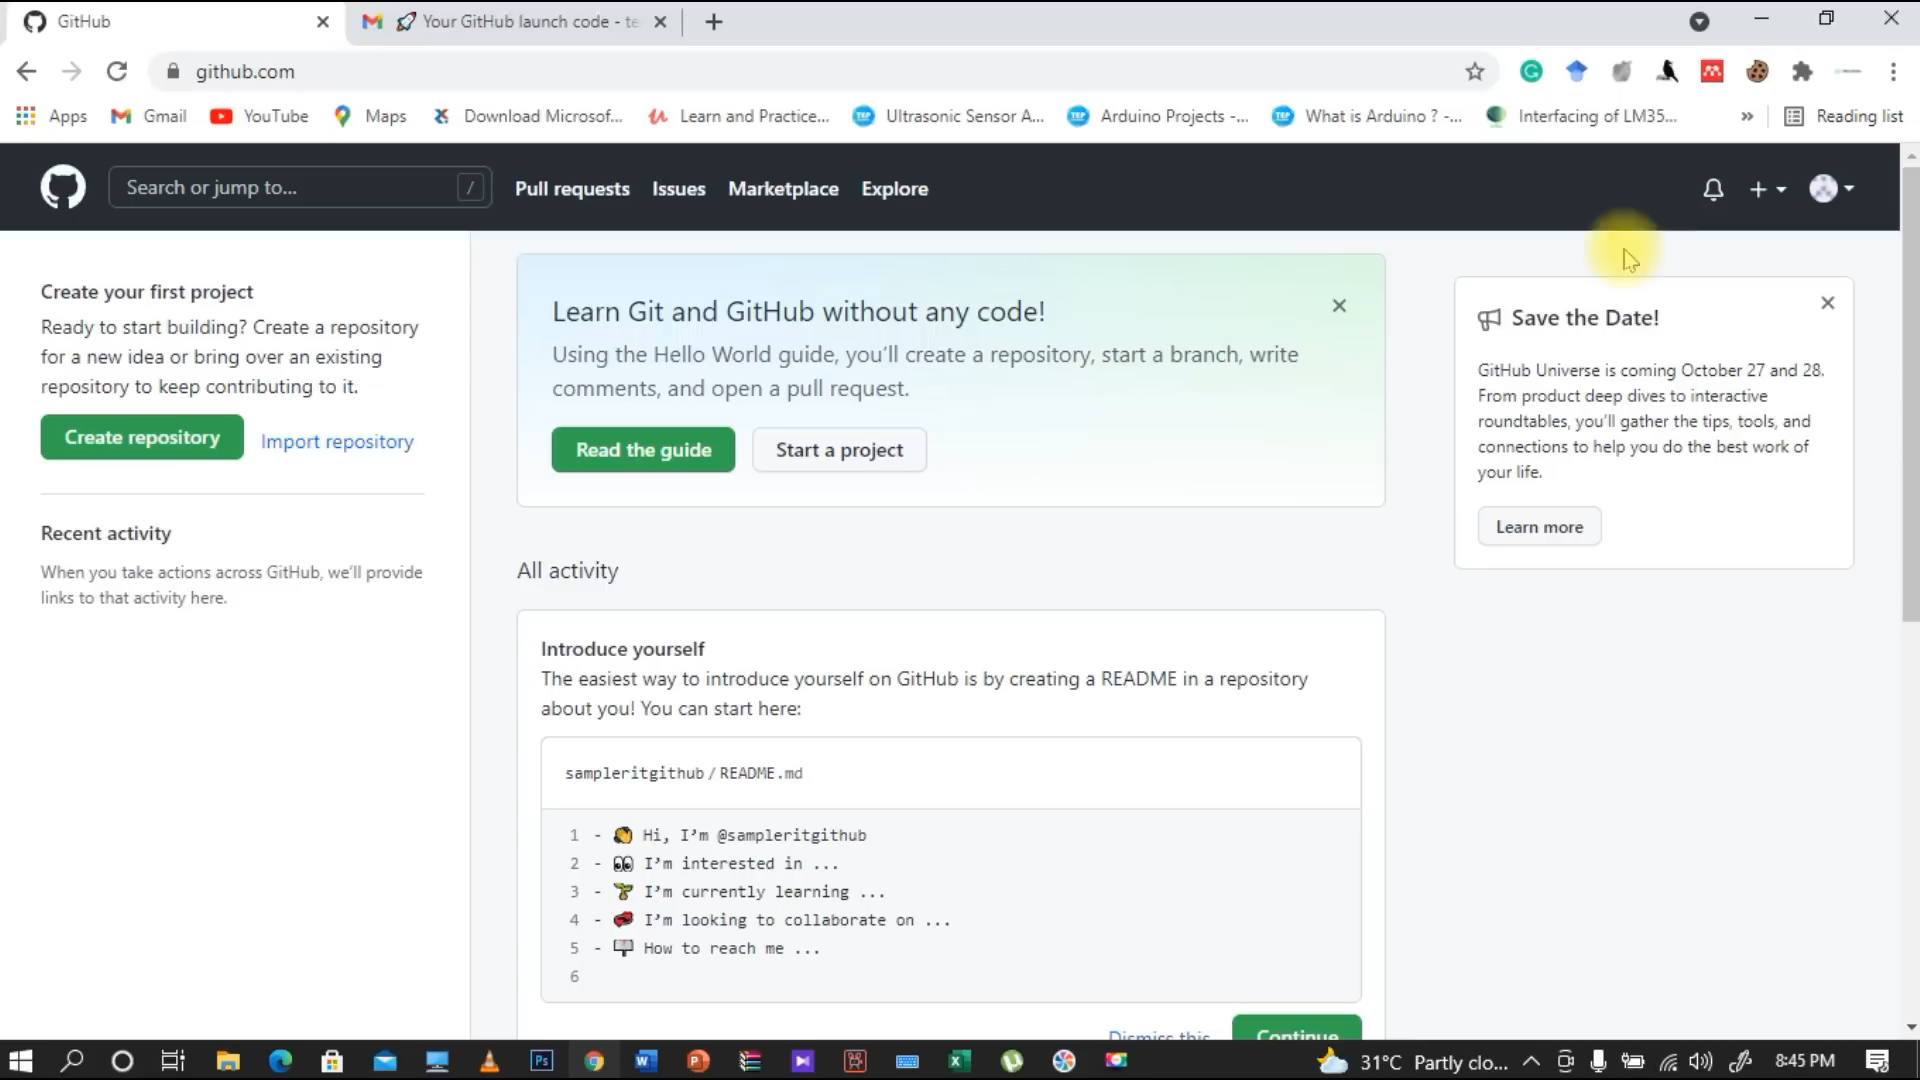 GitHub
Your GitHub launch code - te
github.com
Apps
Gmail
YouTube
Maps
Download Microsof...
Learn and Practice...
Ultrasonic Sensor A...
Arduino Projects -...
What is Arduino ? -...
Interfacing of LM35...
»
Reading list
Search or jump to...
/
Pull requests
Issues
Marketplace
Explore
Create your first project
Ready to start building? Create a repository
for a new idea or bring over an existing
repository to keep contributing to it.
Create repository
Import repository
Recent activity
When you take actions across GitHub, we'll provide
links to that activity here.
Learn Git and GitHub without any code!
Using the Hello World guide, you'll create a repository, start a branch, write
comments, and open a pull request.
Read the guide
Start a project
All activity
Introduce yourself
The easiest way to introduce yourself on GitHub is by creating a README in a repository
about you! You can start here:
sampleritgithub / README.md
1 - 👋 Hi, I'm @sampleritgithub
2 - 👀 I'm interested in ...
3 - 🌱 I'm currently learning ...
4 - 💞️ I'm looking to collaborate on ...
5 - 📫 How to reach me ...
6
Dismiss this
Continue
Save the Date!
GitHub Universe is coming October 27 and 28.
From product deep dives to interactive
roundtables, you'll gather the tips, tools, and
connections to help you do the best work of
your life.
Learn more
31°C Partly clo...
8:45 PM